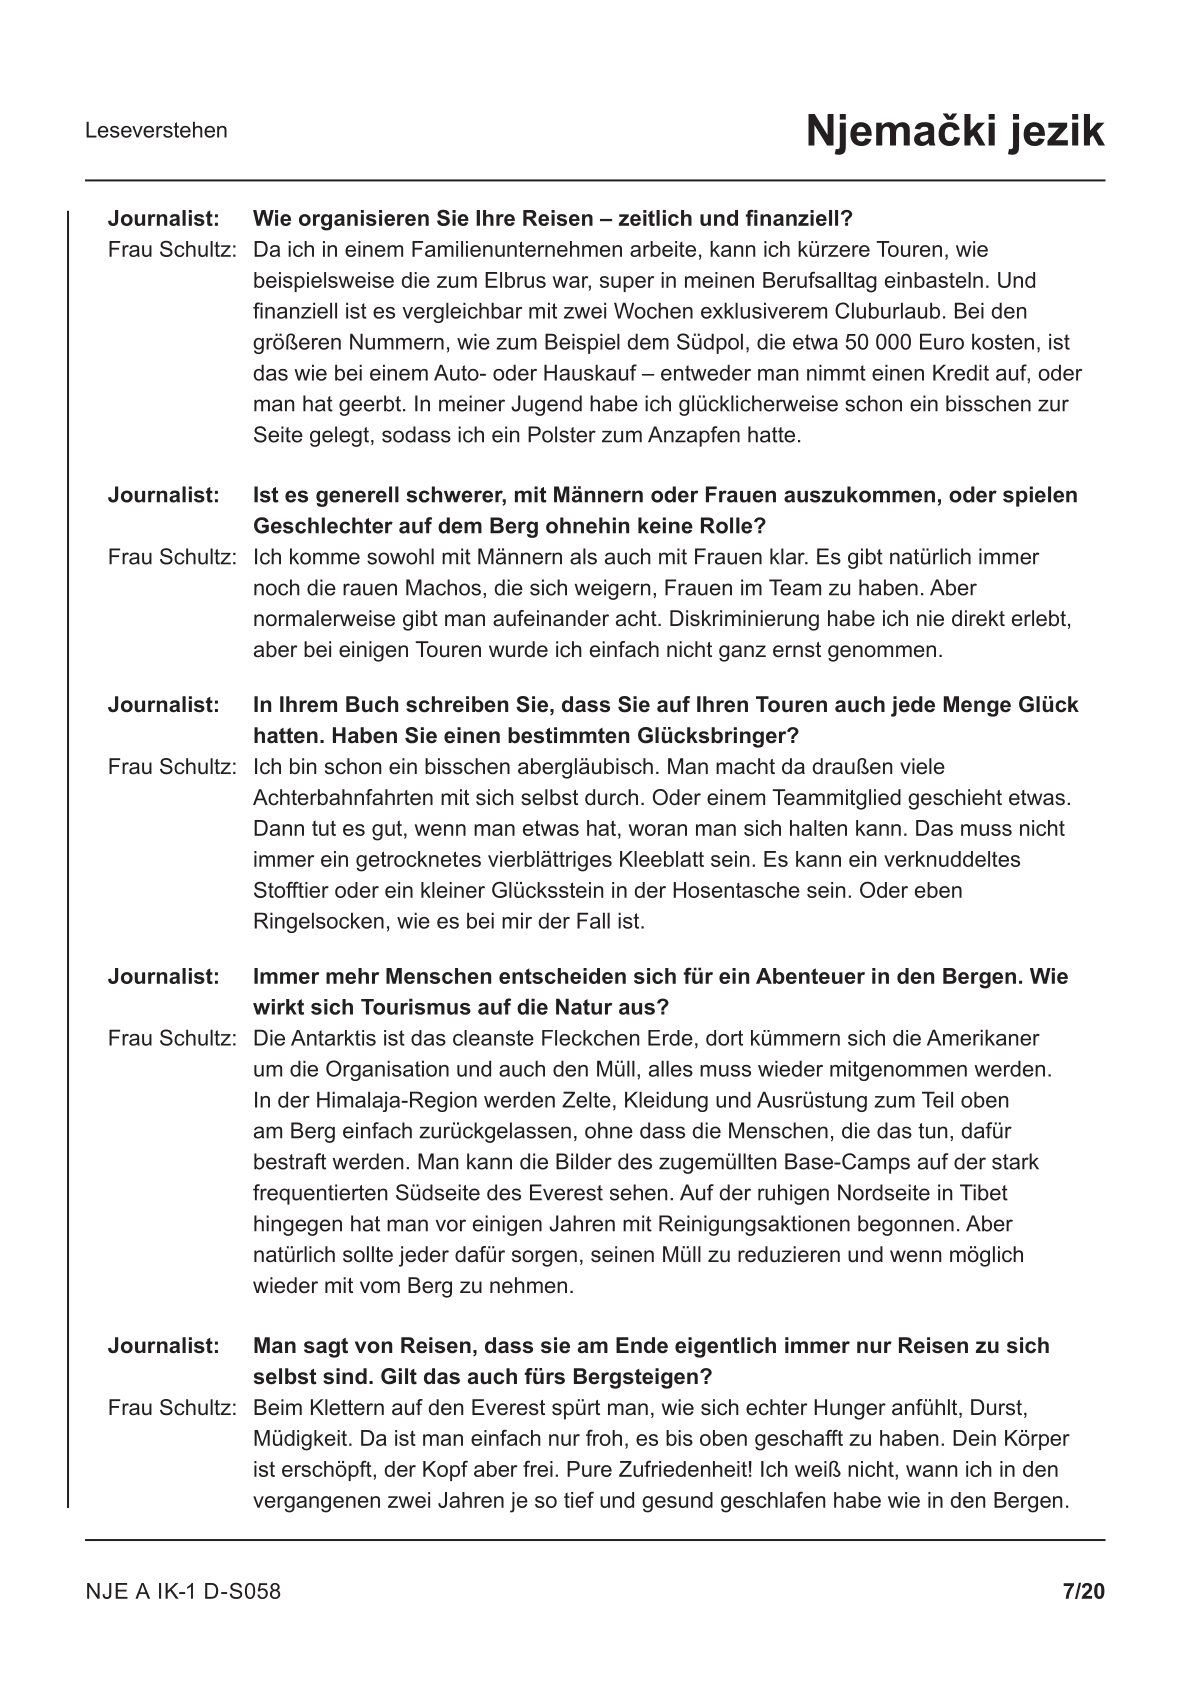 Leseverstehen
Njemački jezik
Journalist: Wie organisieren Sie Ihre Reisen – zeitlich und finanziell?
Frau Schultz: Da ich in einem Familienunternehmen arbeite, kann ich kürzere Touren, wie
beispielsweise die zum Elbrus war, super in meinen Berufsalltag einbasteln. Und
finanziell ist es vergleichbar mit zwei Wochen exklusiverem Cluburlaub. Bei den
größeren Nummern, wie zum Beispiel dem Südpol, die etwa 50 000 Euro kosten, ist
das wie bei einem Auto- oder Hauskauf – entweder man nimmt einen Kredit auf, oder
man hat geerbt. In meiner Jugend habe ich glücklicherweise schon ein bisschen zur
Seite gelegt, sodass ich ein Polster zum Anzapfen hatte.
Journalist: Ist es generell schwerer, mit Männern oder Frauen auszukommen, oder spielen
Geschlechter auf dem Berg ohnehin keine Rolle?
Frau Schultz: Ich komme sowohl mit Männern als auch mit Frauen klar. Es gibt natürlich immer
noch die rauen Machos, die sich weigern, Frauen im Team zu haben. Aber
normalerweise gibt man aufeinander acht. Diskriminierung habe ich nie direkt erlebt,
aber bei einigen Touren wurde ich einfach nicht ganz ernst genommen.
Journalist: In Ihrem Buch schreiben Sie, dass Sie auf Ihren Touren auch jede Menge Glück
hatten. Haben Sie einen bestimmten Glücksbringer?
Frau Schultz: Ich bin schon ein bisschen abergläubisch. Man macht da draußen viele
Achterbahnfahrten mit sich selbst durch. Oder einem Teammitglied geschieht etwas.
Dann tut es gut, wenn man etwas hat, woran man sich halten kann. Das muss nicht
immer ein getrocknetes vierblättriges Kleeblatt sein. Es kann ein verknuddeltes
Stofftier oder ein kleiner Glücksstein in der Hosentasche sein. Oder eben
Ringelsocken, wie es bei mir der Fall ist.
Journalist: Immer mehr Menschen entscheiden sich für ein Abenteuer in den Bergen. Wie
wirkt sich Tourismus auf die Natur aus?
Frau Schultz: Die Antarktis ist das cleanste Fleckchen Erde, dort kümmern sich die Amerikaner
um die Organisation und auch den Müll, alles muss wieder mitgenommen werden.
In der Himalaja-Region werden Zelte, Kleidung und Ausrüstung zum Teil oben
am Berg einfach zurückgelassen, ohne dass die Menschen, die das tun, dafür
bestraft werden. Man kann die Bilder des zugemüllten Base-Camps auf der stark
frequentierten Südseite des Everest sehen. Auf der ruhigen Nordseite in Tibet
hingegen hat man vor einigen Jahren mit Reinigungsaktionen begonnen. Aber
natürlich sollte jeder dafür sorgen, seinen Müll zu reduzieren und wenn möglich
wieder mit vom Berg zu nehmen.
Journalist: Man sagt von Reisen, dass sie am Ende eigentlich immer nur Reisen zu sich
selbst sind. Gilt das auch fürs Bergsteigen?
Frau Schultz: Beim Klettern auf den Everest spürt man, wie sich echter Hunger anfühlt, Durst,
Müdigkeit. Da ist man einfach nur froh, es bis oben geschafft zu haben. Dein Körper
ist erschöpft, der Kopf aber frei. Pure Zufriedenheit! Ich weiß nicht, wann ich in den
vergangenen zwei Jahren je so tief und gesund geschlafen habe wie in den Bergen.
NJE A IK-1 D-S058
7/20